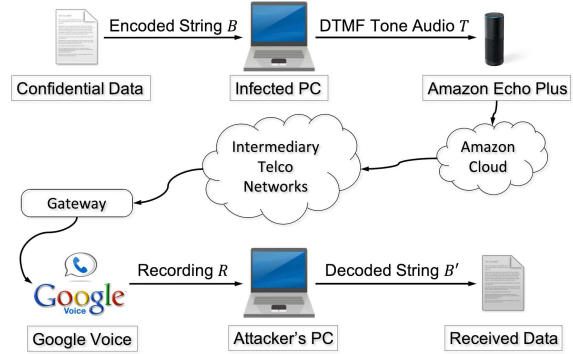 Encoded String B
DTMF Tone Audio T
Confidential Data
Infected PC
Amazon Echo Plus
Intermediary
Telco
Networks
Amazon
Cloud
Gateway
Recording R
Decoded String B′
Google
Voice
Google Voice
Attacker's PC
Received Data